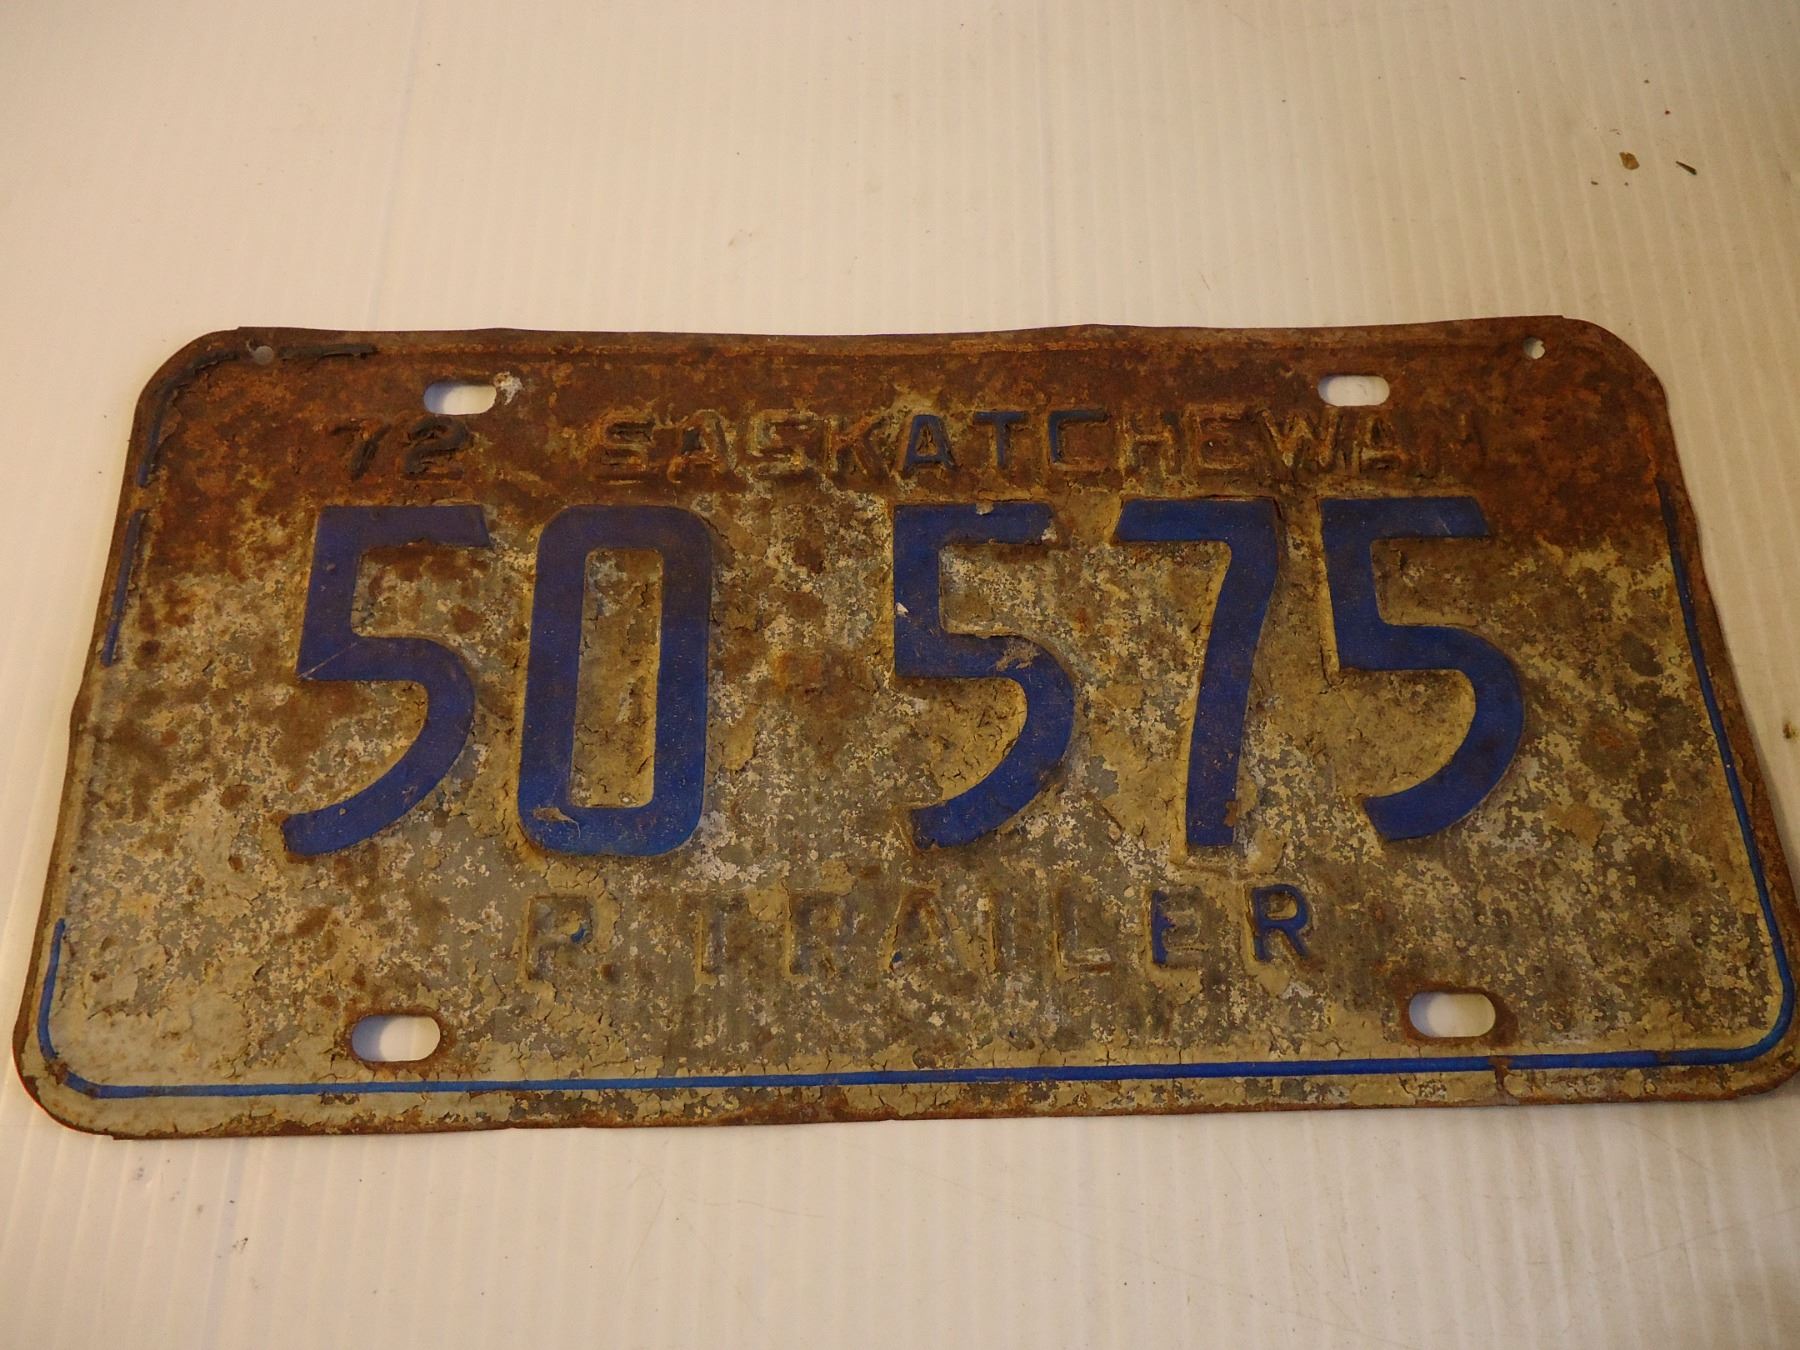 72 SASKATCHEWAN
50 575
P. TRAILER